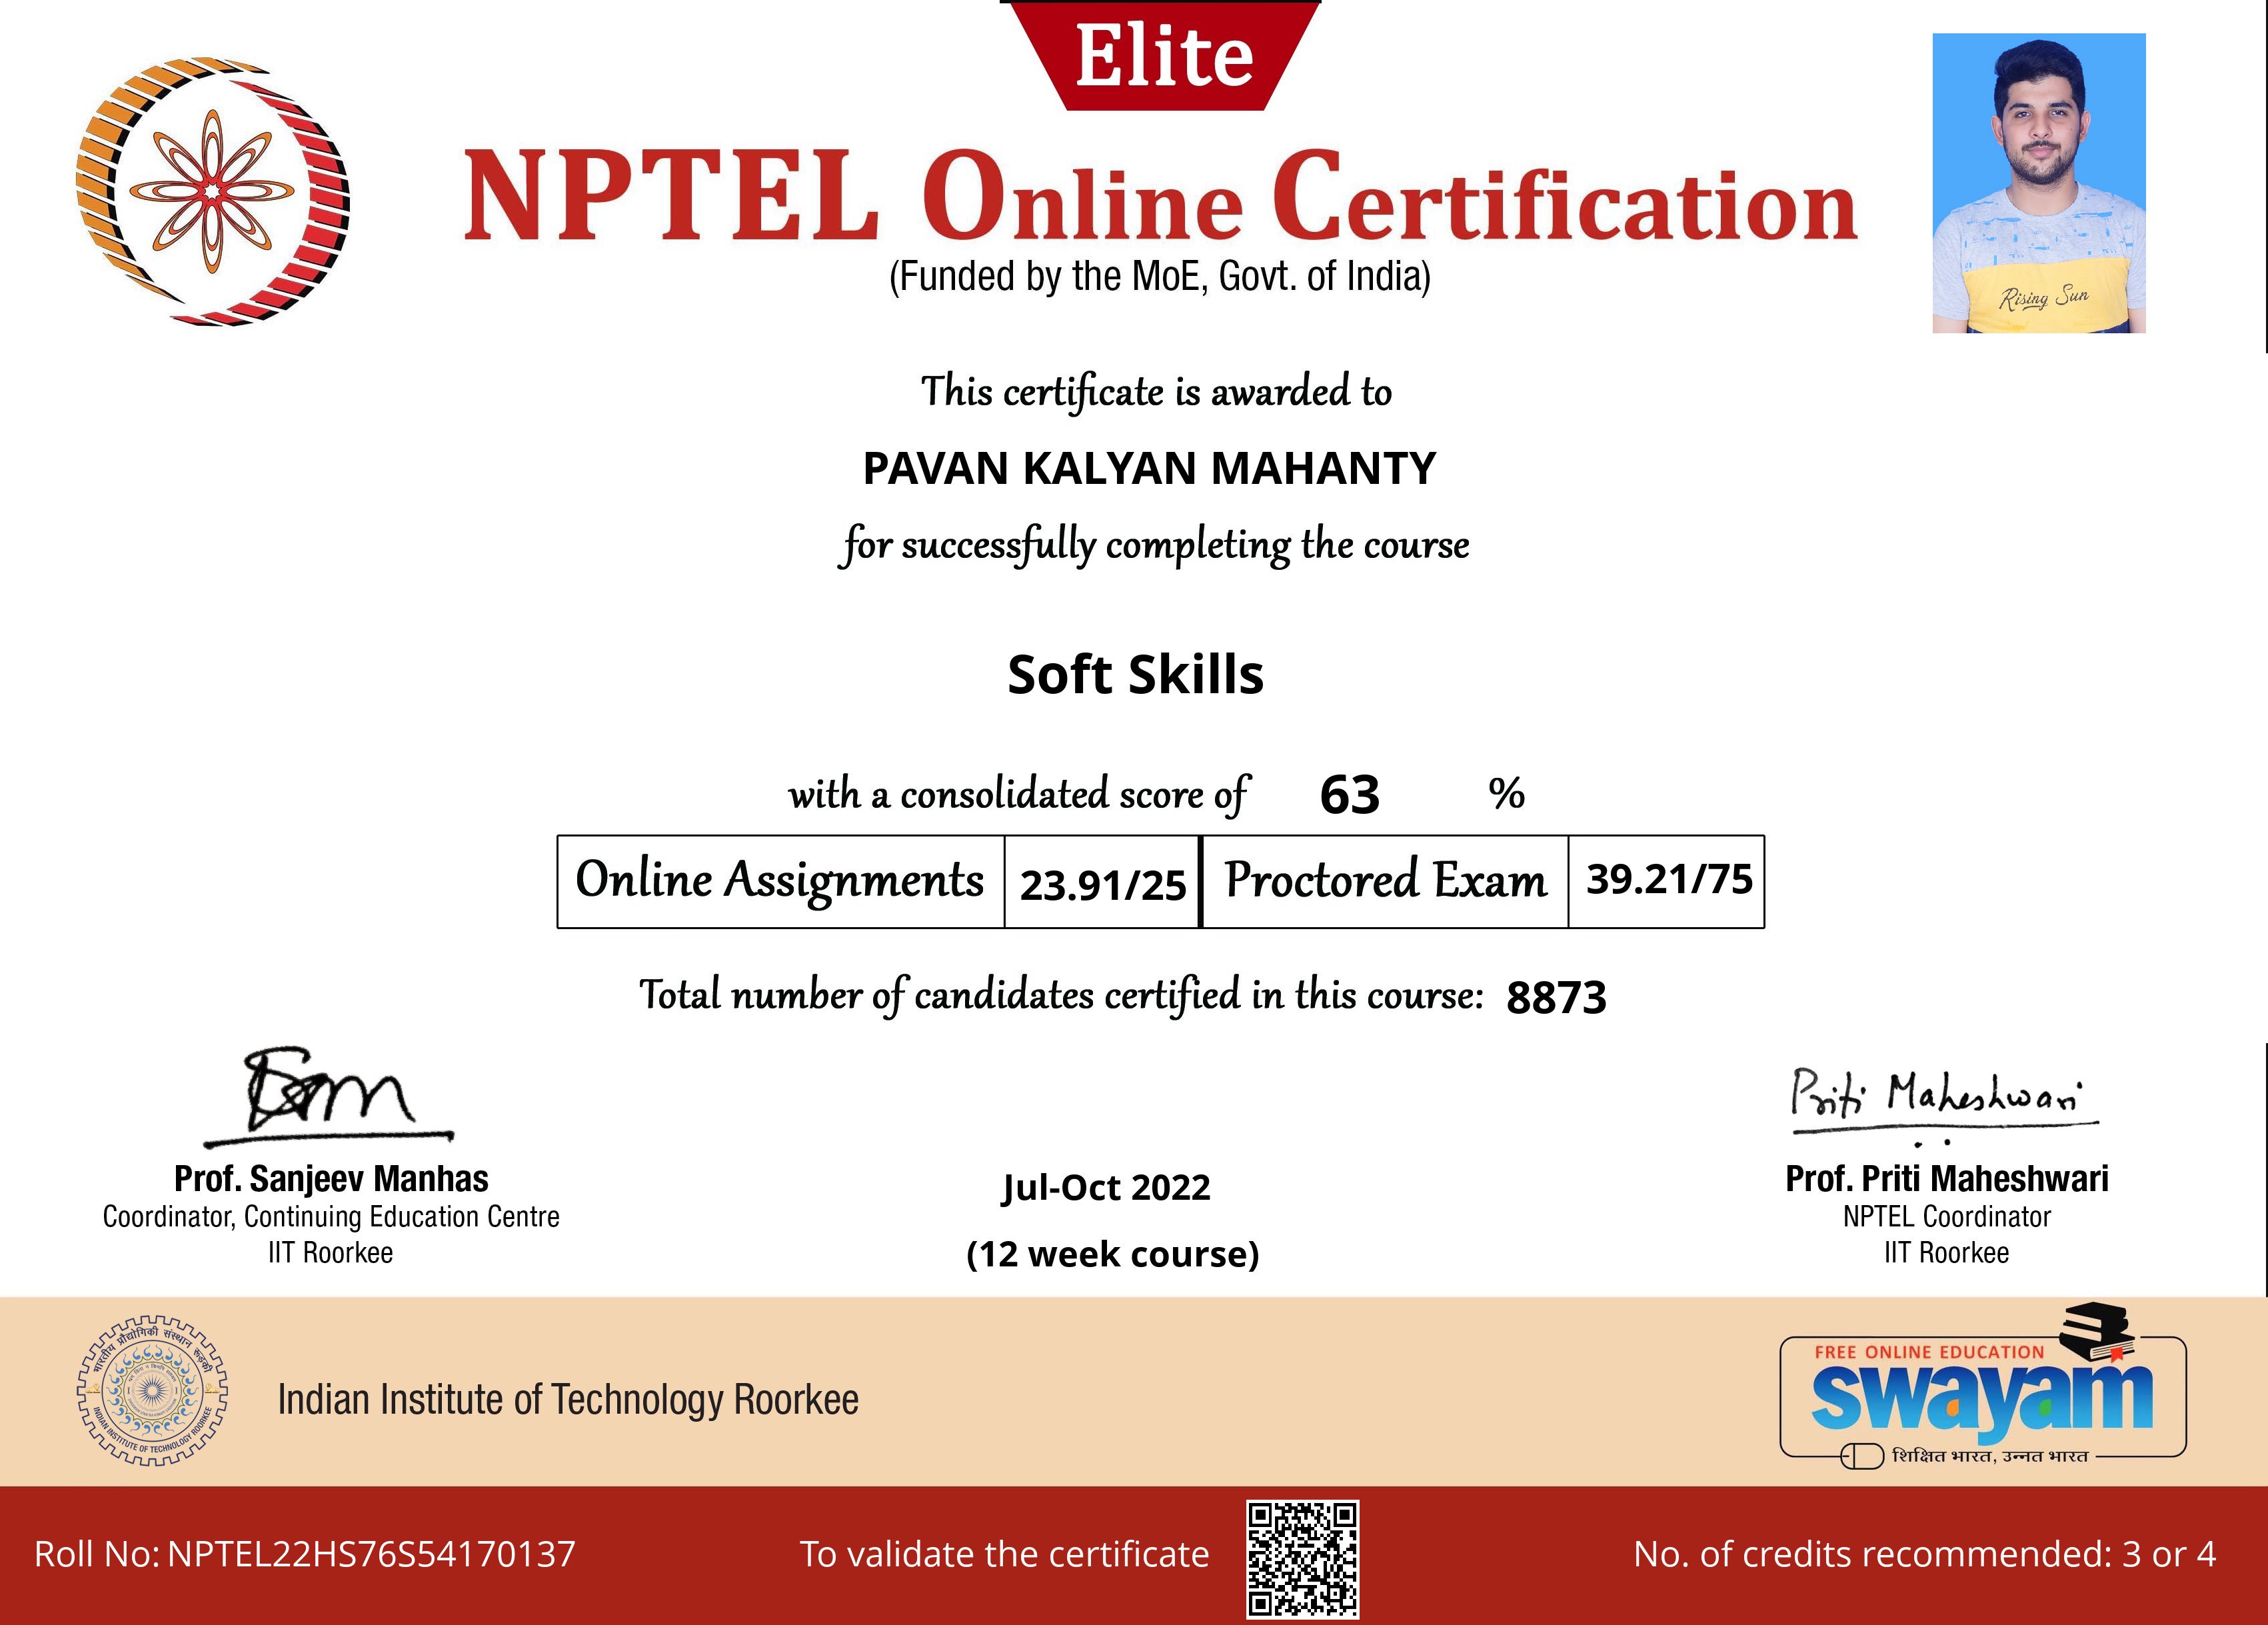 Elite
NPTEL Online Certification
(Funded by the MoE, Govt. of India)
Rising Sun
This certificate is awarded to
PAVAN KALYAN MAHANTY
for successfully completing the course
Soft Skills
with a consolidated score of 63 %
Online Assignments 23.91/25 Proctored Exam 39.21/75
Total number of candidates certified in this course: 8873
Priti Maheshwari
Prof. Sanjeev Manhas
Coordinator, Continuing Education Centre
IIT Roorkee
Jul-Oct 2022
(12 week course)
Prof. Priti Maheshwari
NPTEL Coordinator
IIT Roorkee
भारतीय प्रौद्योगिकी संस्थान रूड़की
INDIAN INSTITUTE OF TECHNOLOGY ROORKEE
Indian Institute of Technology Roorkee
FREE ONLINE EDUCATION
swayam
शिक्षित भारत, उन्नत भारत
Roll No: NPTEL22HS76S54170137
To validate the certificate
No. of credits recommended: 3 or 4